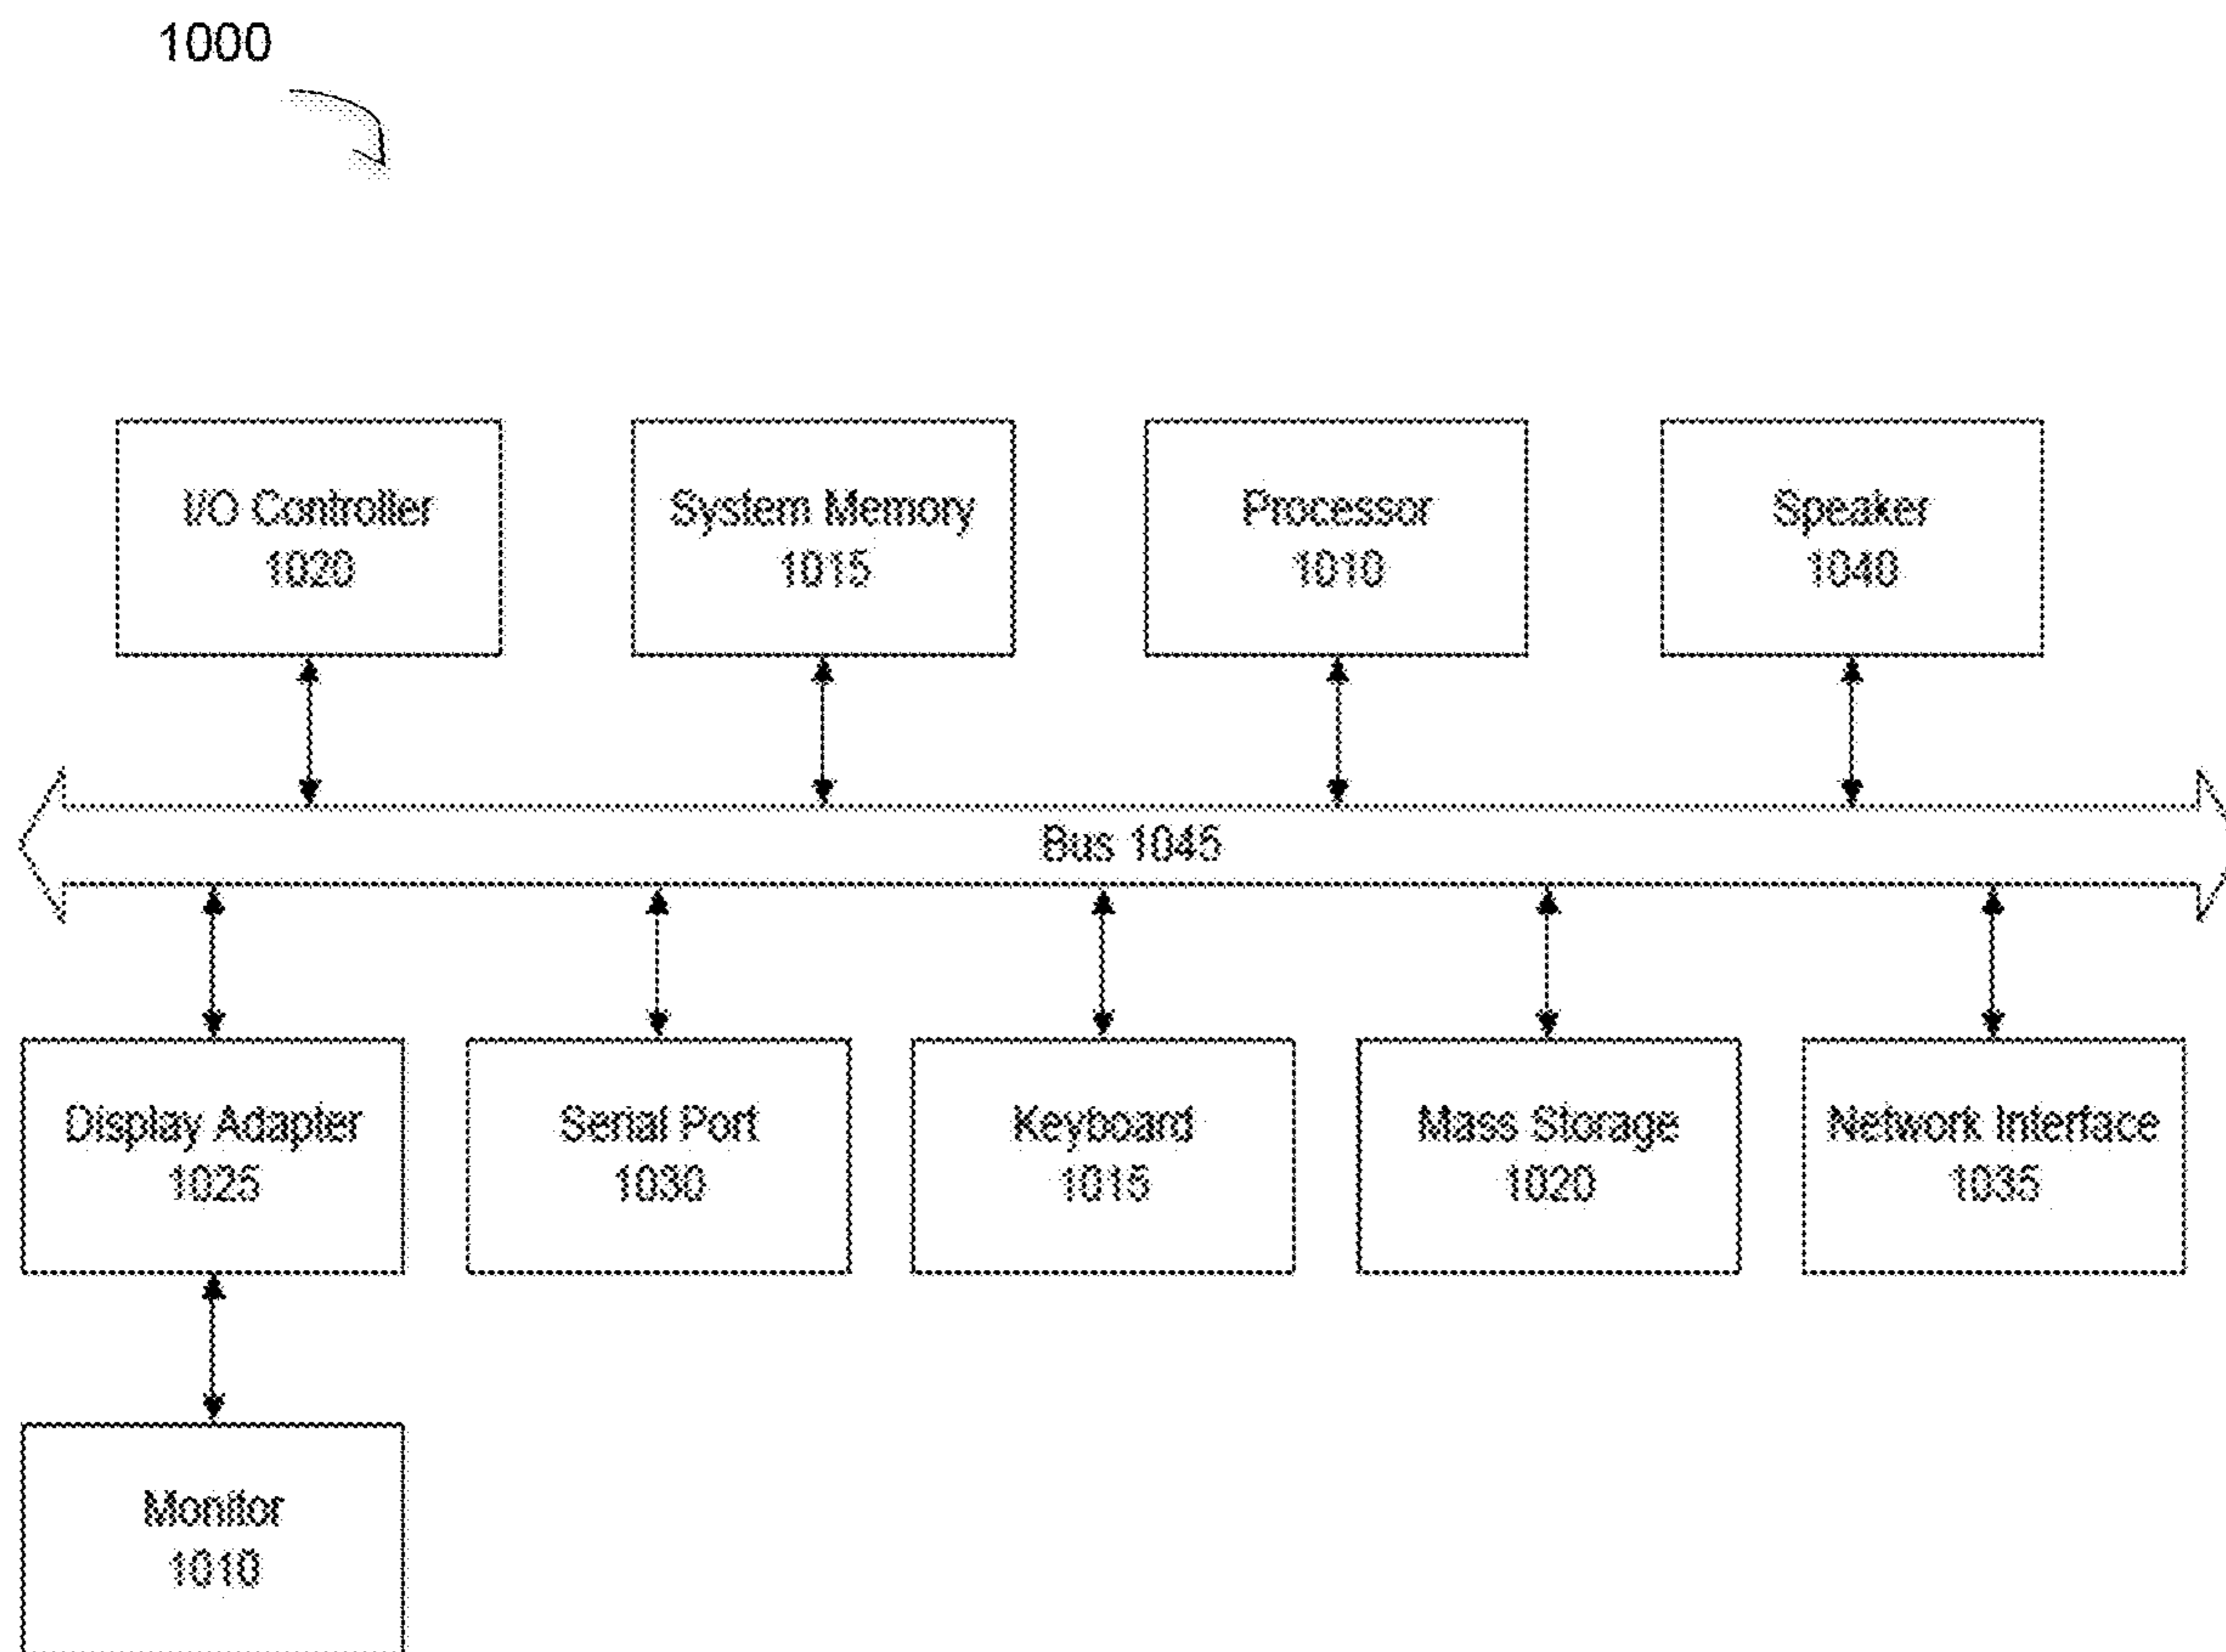 1000
I/O Controller
1020
System Memory
1015
Processor
1010
Speaker
1040
Bus 1045
Display Adapter
1025
Serial Port
1030
Keyboard
1015
Mass Storage
1020
Network Interface
1035
Monitor
1010